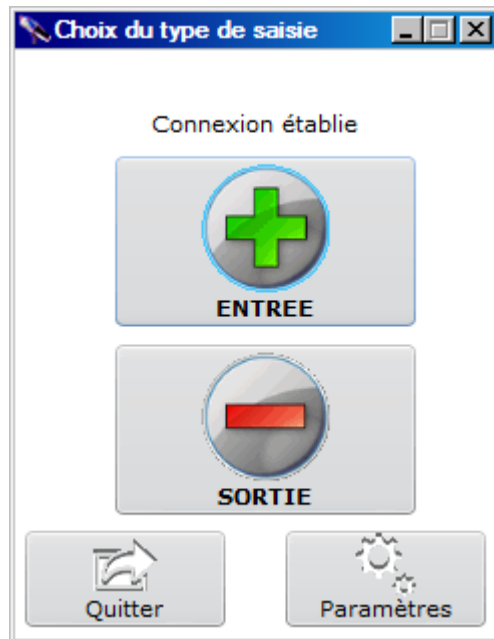 Choix du type de saisie
Connexion établie
ENTREE
SORTIE
Quitter
Paramètres